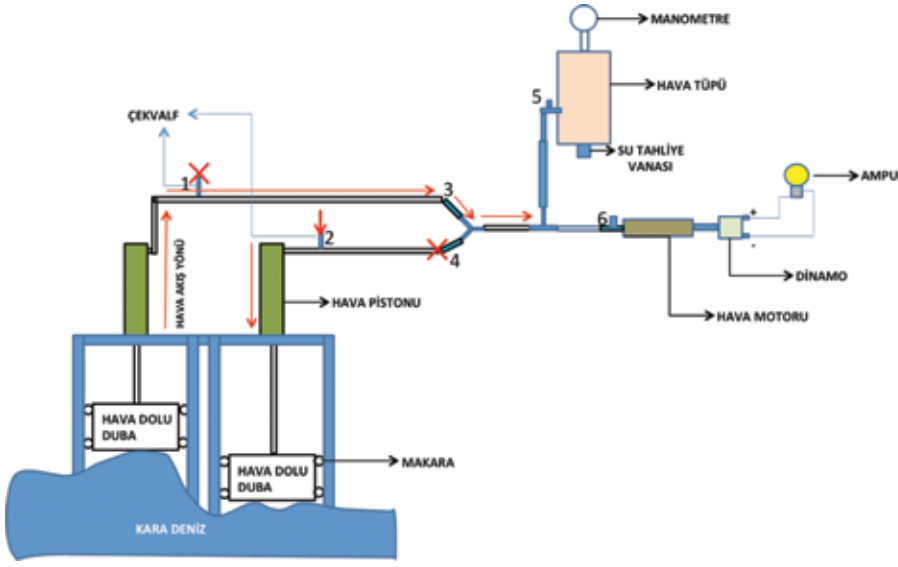 MANOMETRE
HAVA TÜPÜ
5
ÇEKVALF
SU TAHLİYE
VANASI
AMPU
1
3
+
2
6
4
-
DİNAMO
HAVA AKIŞ YÖNÜ
HAVA PİSTONU
HAVA MOTORU
HAVA DOLU
DUBA
MAKARA
HAVA DOLU
DUBA
KARA DENİZ